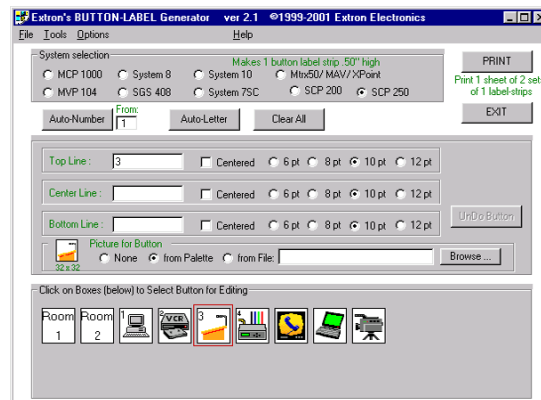 Extron's BUTTON-LABEL Generator ver 2.1 ©1999-2001 Extron Electronics
File Tools Options Help
System selection
Makes 1 button label strip .50" high
MCP 1000 System 8 System 10 Mtrx50/ MAV/ XPoint
MVP 104 SGS 408 System 7SC SCP 200 SCP 250
PRINT
Print 1 sheet of 2 set
of 1 label-strips
EXIT
Auto-Number From: 1 Auto-Letter Clear All
Top Line : 3 Centered 6 pt 8 pt 10 pt 12 pt
Center Line : Centered 6 pt 8 pt 10 pt 12 pt
Bottom Line : Centered 6 pt 8 pt 10 pt 12 pt
UnDo Button
Picture for Button
32 x 32 None from Palette from File: Browse ...
Click on Boxes (below) to Select Button for Editing
Room Room 1 2 3 4
1 2 VCR